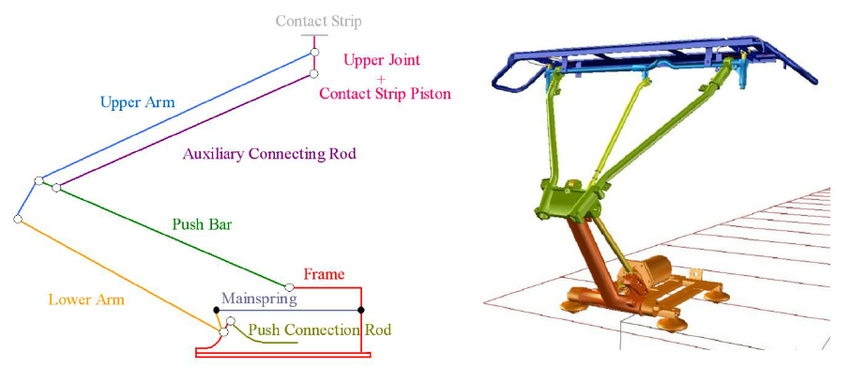 Contact Strip
Upper Joint
+
Contact Strip Piston
Upper Arm
Auxiliary Connecting Rod
Push Bar
Frame
Mainspring
Lower Arm
Push Connection Rod